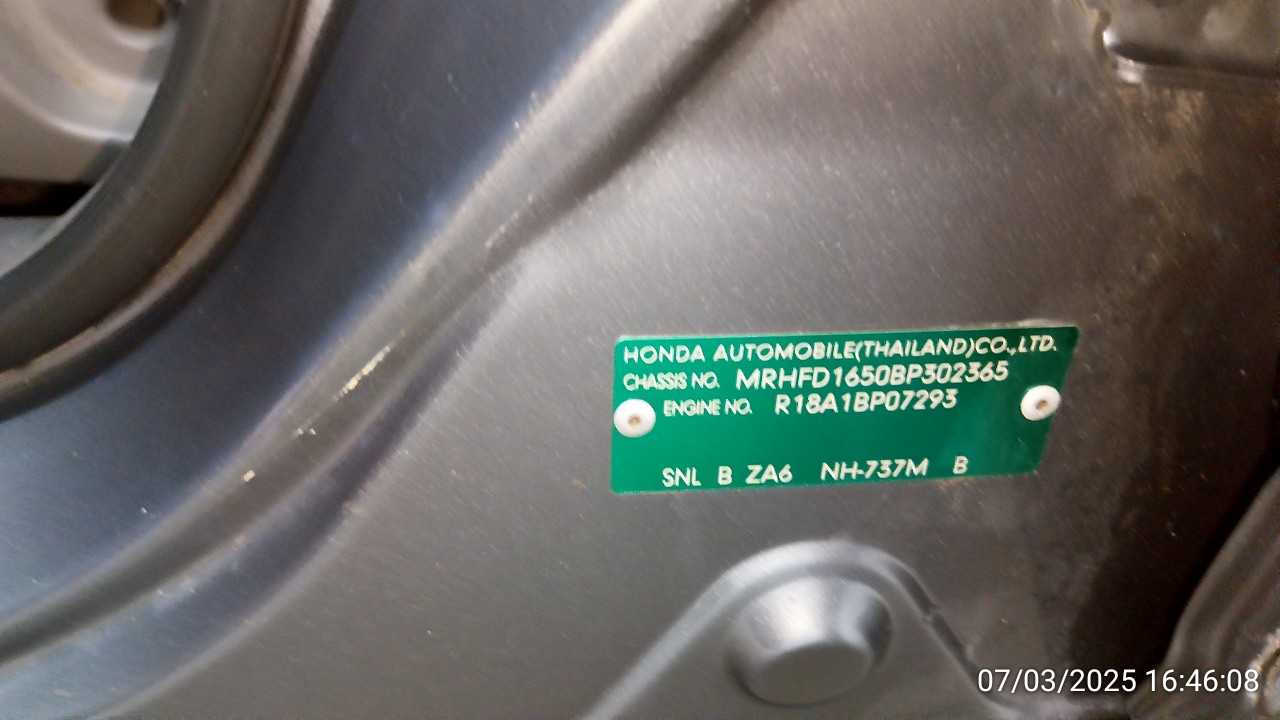 HONDA AUTOMOBILE(THAILAND)CO.,LTD.
CHASSIS NO. MRHFD1650BP302365
ENGINE NO. R18A1BP07293
SNL B ZA6 NH-737M B
07/03/2025 16:46:08